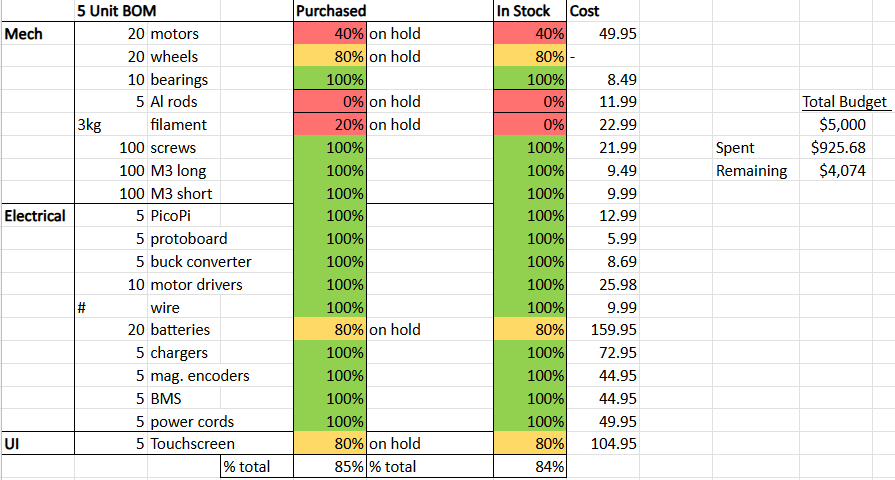 5 Unit BOM Purchased In Stock Cost
Mech 20 motors 40% on hold 40% 49.95
20 wheels 80% on hold 80% -
10 bearings 100% 100% 8.49
5 Al rods 0% on hold 0% 11.99 Total Budget
3kg filament 20% on hold 0% 22.99 $5,000
100 screws 100% 100% 21.99 Spent $925.68
100 M3 long 100% 100% 9.49 Remaining $4,074
100 M3 short 100% 100% 9.99
Electrical 5 PicoPi 100% 100% 12.99
5 protoboard 100% 100% 5.99
5 buck converter 100% 100% 8.69
10 motor drivers 100% 100% 25.98
# wire 100% 100% 9.99
20 batteries 80% on hold 80% 159.95
5 chargers 100% 100% 72.95
5 mag. encoders 100% 100% 44.95
5 BMS 100% 100% 44.95
5 power cords 100% 100% 49.95
UI 5 Touchscreen 80% on hold 80% 104.95
% total 85% % total 84%